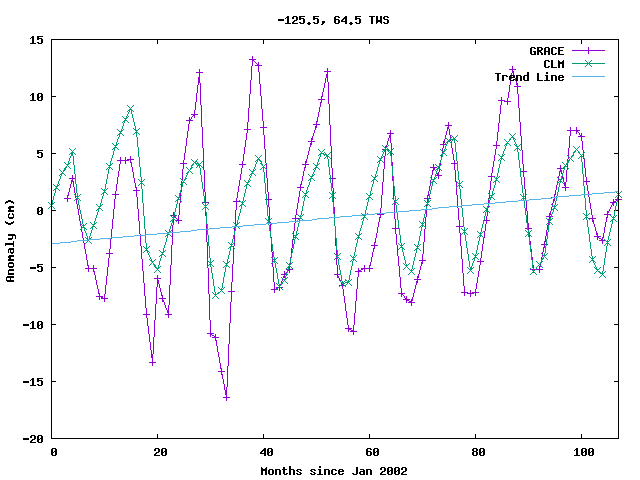 -125.5, 64.5 TWS
GRACE
CLM
Trend Line
15
10
5
0
-5
-10
-15
-20
Anomaly (cm)
0 20 40 60 80 100
Months since Jan 2002